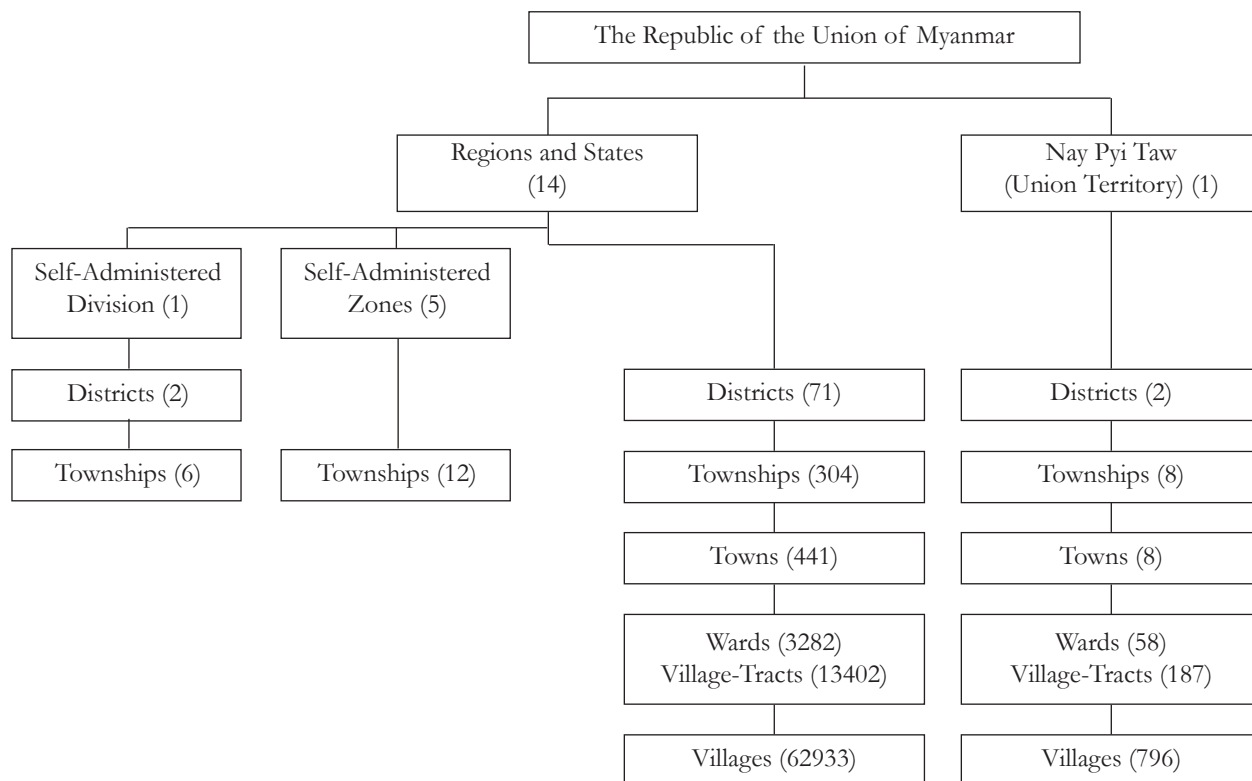 The Republic of the Union of Myanmar
Regions and States
(14)
Nay Pyi Taw
(Union Territory) (1)
Self-Administered
Division (1)
Self-Administered
Zones (5)
Districts (2)
Districts (71)
Districts (2)
Townships (6)
Townships (12)
Townships (304)
Townships (8)
Towns (441)
Towns (8)
Wards (3282)
Village-Tracts (13402)
Wards (58)
Village-Tracts (187)
Villages (62933)
Villages (796)